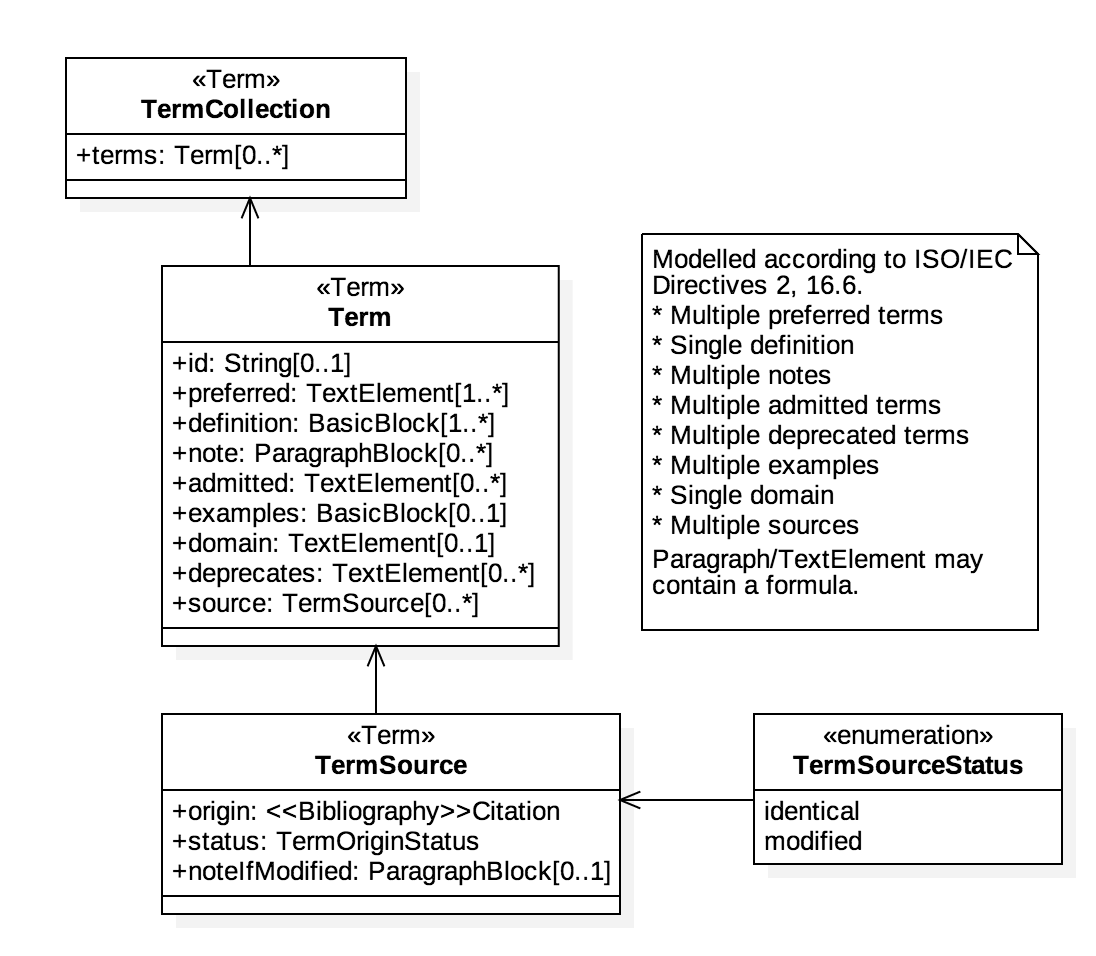 «Term»
TermCollection
+terms: Term[0..*]
«Term»
Term
+id: String[0..1]
+preferred: TextElement[1..*]
+definition: BasicBlock[1..*]
+note: ParagraphBlock[0..*]
+admitted: TextElement[0..*]
+examples: BasicBlock[0..1]
+domain: TextElement[0..1]
+deprecates: TextElement[0..*]
+source: TermSource[0..*]
Modelled according to ISO/IEC
Directives 2, 16.6.
* Multiple preferred terms
* Single definition
* Multiple notes
* Multiple admitted terms
* Multiple deprecated terms
* Multiple examples
* Single domain
* Multiple sources
Paragraph/TextElement may
contain a formula.
«Term»
TermSource
+origin: <<Bibliography>>Citation
+status: TermOriginStatus
+noteIfModified: ParagraphBlock[0..1]
«enumeration»
TermSourceStatus
identical
modified